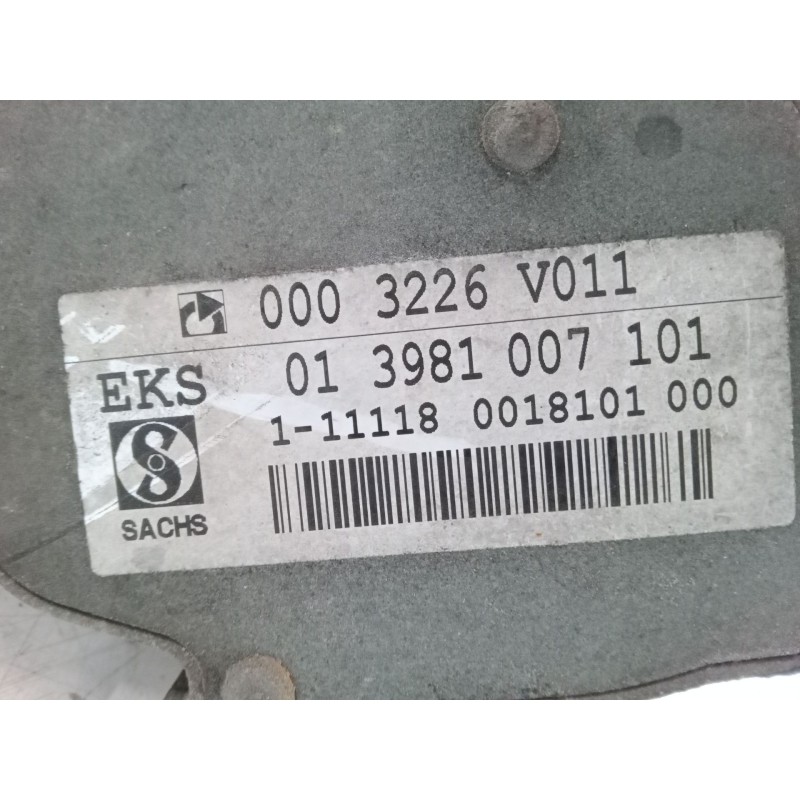 000 3226 V011
EKS 01 3981 007 101
1-11118 0018101 000
S
SACHS